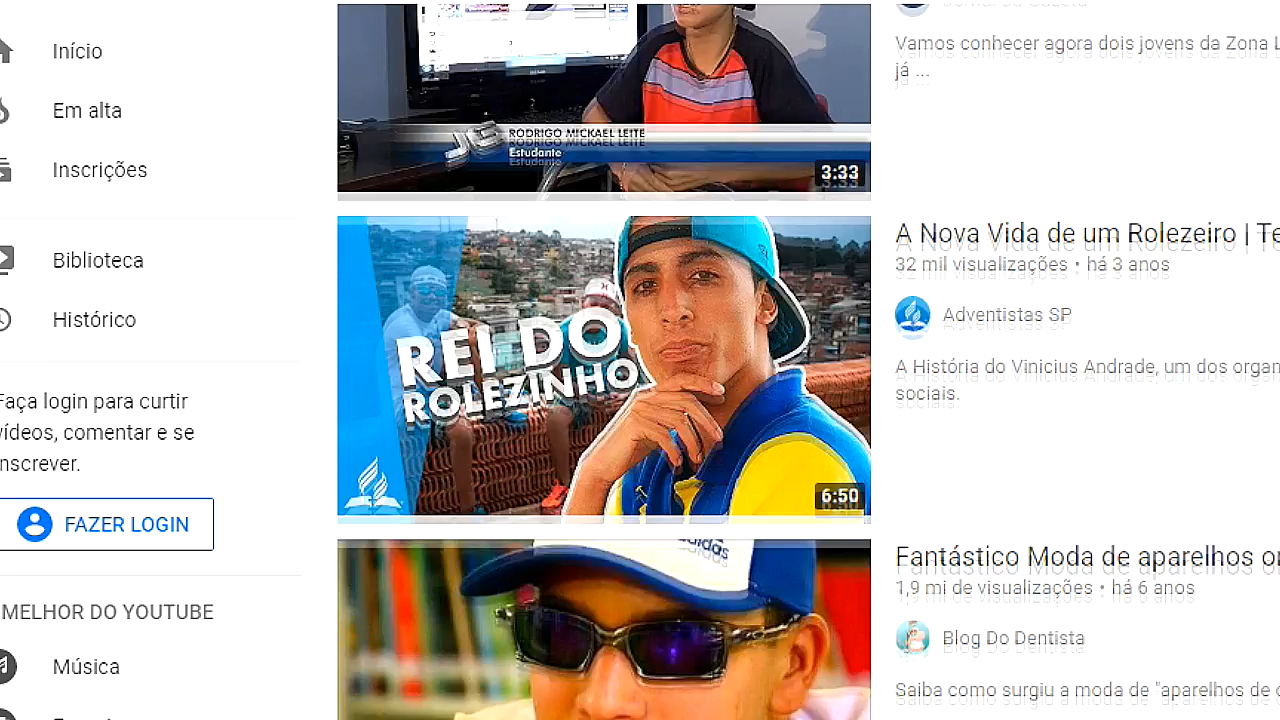 Início
Em alta
Inscrições
Biblioteca
Histórico
Faça login para curtir
vídeos, comentar e se
inscrever.
FAZER LOGIN
MELHOR DO YOUTUBE
Música
RODRIGO MICKAEL LEITE
Estudante
3:33
Vamos conhecer agora dois jovens da Zona L
já ...
REI DO
ROLEZINHO
6:50
A Nova Vida de um Rolezeiro | Te
32 mil visualizações • há 3 anos
Adventistas SP
A História do Vinicius Andrade, um dos organ
sociais.
adidas
Fantástico Moda de aparelhos or
1,9 mi de visualizações • há 6 anos
Blog Do Dentista
Saiba como surgiu a moda de "aparelhos de